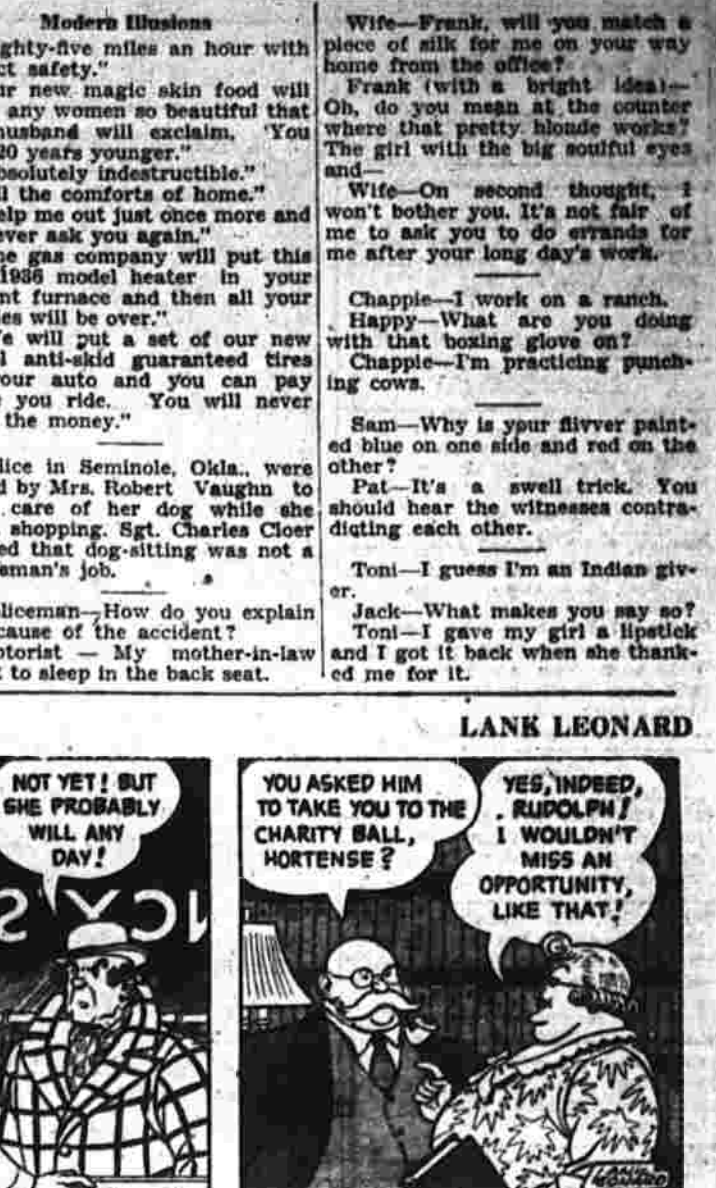 Modern Illusions
ghty-five miles an hour with
ct safety."
ur new magic skin food will
any women so beautiful that
husband will exclaim, 'You
20 years younger."
bsolutely indestructible."
ll the comforts of home."
elp me out just once more and
ever ask you again."
he gas company will put this
1936 model heater in your
nt furnace and then all your
les will be over."
e will put a set of our new
l anti-skid guaranteed tires
our auto and you can pay
you ride. You will never
the money."
lice in Seminole, Okla., were
d by Mrs. Robert Vaughn to
care of her dog while she
shopping. Sgt. Charles Cloer
ed that dog-sitting was not a
eman's job.
liceman—How do you explain
cause of the accident?
otorist — My mother-in-law
t to sleep in the back seat.
Wife—Frank, will you match a
piece of silk for me on your way
home from the office?
Frank (with a bright idea)—
Oh, do you mean at the counter
where that pretty blonde works?
The girl with the big soulful eyes
and—
Wife—On second thought, I
won't bother you. It's not fair of
me to ask you to do errands for
me after your long day's work.
Chappie—I work on a ranch.
Happy—What are you doing
with that boxing glove on?
Chappie—I'm practicing punch-
ing cows.
Sam—Why is your flivver paint-
ed blue on one side and red on the
other?
Pat—It's a swell trick. You
should hear the witnesses contra-
dicting each other.
Toni—I guess I'm an Indian giv-
er.
Jack—What makes you say so?
Toni—I gave my girl a lipstick
and I got it back when she thank-
ed me for it.
LANK LEONARD
NOT YET! BUT
SHE PROBABLY
WILL ANY
DAY!
NCY'S
YOU ASKED HIM
TO TAKE YOU TO THE
CHARITY BALL,
HORTENSE?
YES, INDEED,
RUDOLPH!
I WOULDN'T
MISS AN
OPPORTUNITY,
LIKE THAT!
LANK
LEONARD